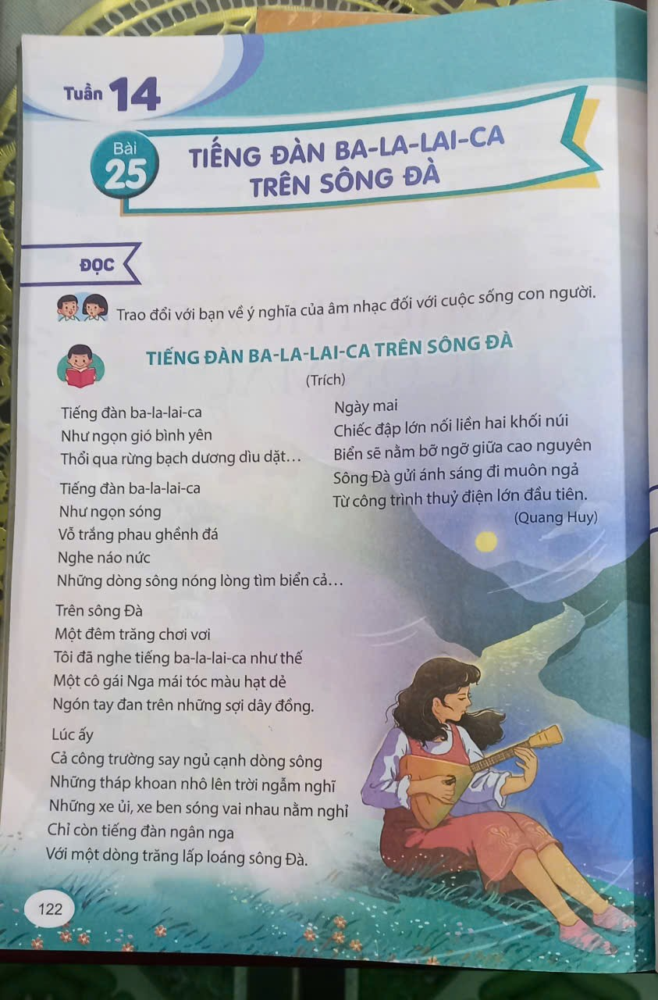 Tuần 14
Bài
25
TIẾNG ĐÀN BA-LA-LAI-CA
TRÊN SÔNG ĐÀ
ĐỌC
Trao đổi với bạn về ý nghĩa của âm nhạc đối với cuộc sống con người.
TIẾNG ĐÀN BA-LA-LAI-CA TRÊN SÔNG ĐÀ
(Trích)
Tiếng đàn ba-la-lai-ca
Như ngọn gió bình yên
Thổi qua rừng bạch dương dìu dặt...
Tiếng đàn ba-la-lai-ca
Như ngọn sóng
Vỗ trắng phau ghềnh đá
Nghe náo nức
Những dòng sông nóng lòng tìm biển cả...
Trên sông Đà
Một đêm trăng chơi vơi
Tôi đã nghe tiếng ba-la-lai-ca như thế
Một cô gái Nga mái tóc màu hạt dẻ
Ngón tay đan trên những sợi dây đồng.
Lúc ấy
Cả công trường say ngủ cạnh dòng sông
Những tháp khoan nhô lên trời ngẫm nghĩ
Những xe ủi, xe ben sóng vai nhau nằm nghỉ
Chỉ còn tiếng đàn ngân nga
Với một dòng trăng lấp loáng sông Đà.
Ngày mai
Chiếc đập lớn nối liền hai khối núi
Biển sẽ nằm bỡ ngỡ giữa cao nguyên
Sông Đà gửi ánh sáng đi muôn ngả
Từ công trình thuỷ điện lớn đầu tiên.
(Quang Huy)
122